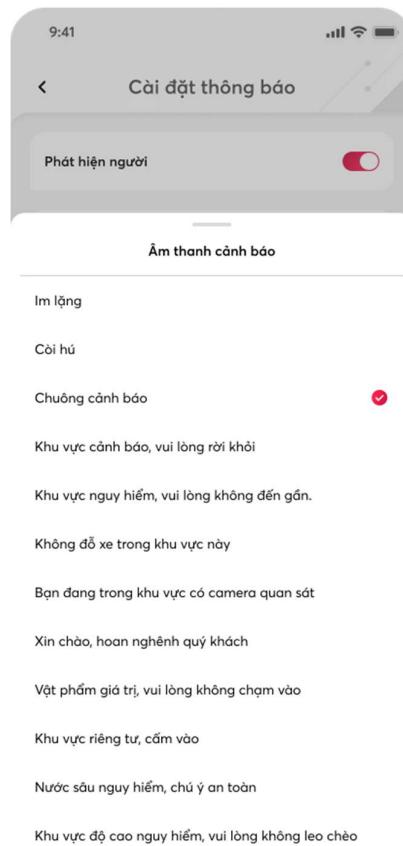 9:41
Cài đặt thông báo
Phát hiện người
Âm thanh cảnh báo
Im lặng
Còi hú
Chuông cảnh báo
Khu vực cảnh báo, vui lòng rời khỏi
Khu vực nguy hiểm, vui lòng không đến gần.
Không đỗ xe trong khu vực này
Bạn đang trong khu vực có camera quan sát
Xin chào, hoan nghênh quý khách
Vật phẩm giá trị, vui lòng không chạm vào
Khu vực riêng tư, cấm vào
Nước sâu nguy hiểm, chú ý an toàn
Khu vực độ cao nguy hiểm, vui lòng không leo chèo